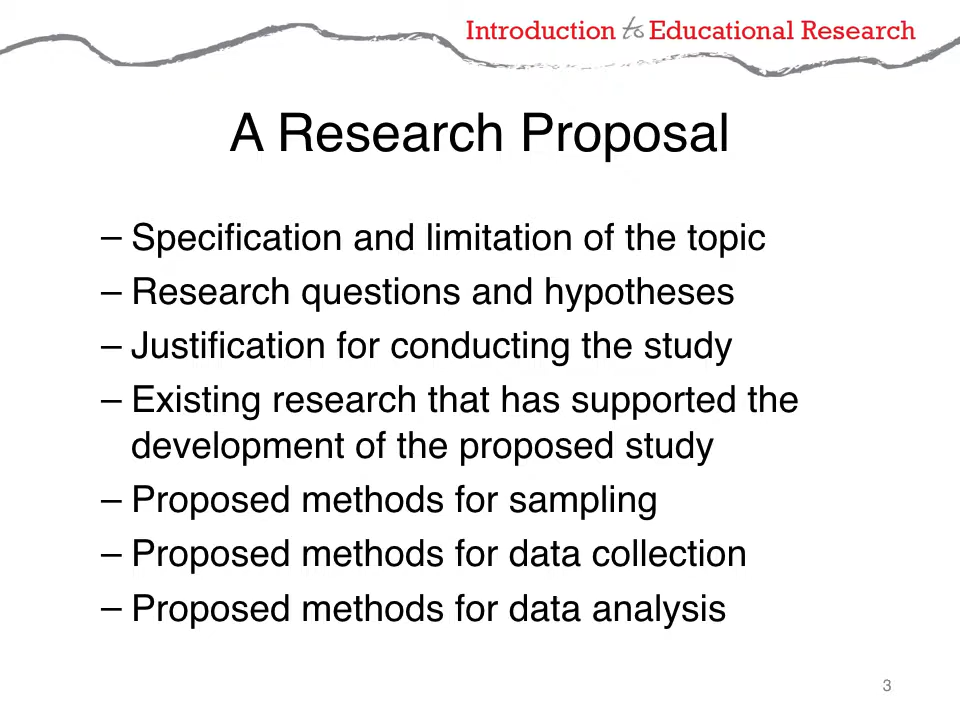 Introduction to Educational Research
A Research Proposal
– Specification and limitation of the topic
– Research questions and hypotheses
– Justification for conducting the study
– Existing research that has supported the
development of the proposed study
– Proposed methods for sampling
– Proposed methods for data collection
– Proposed methods for data analysis
3